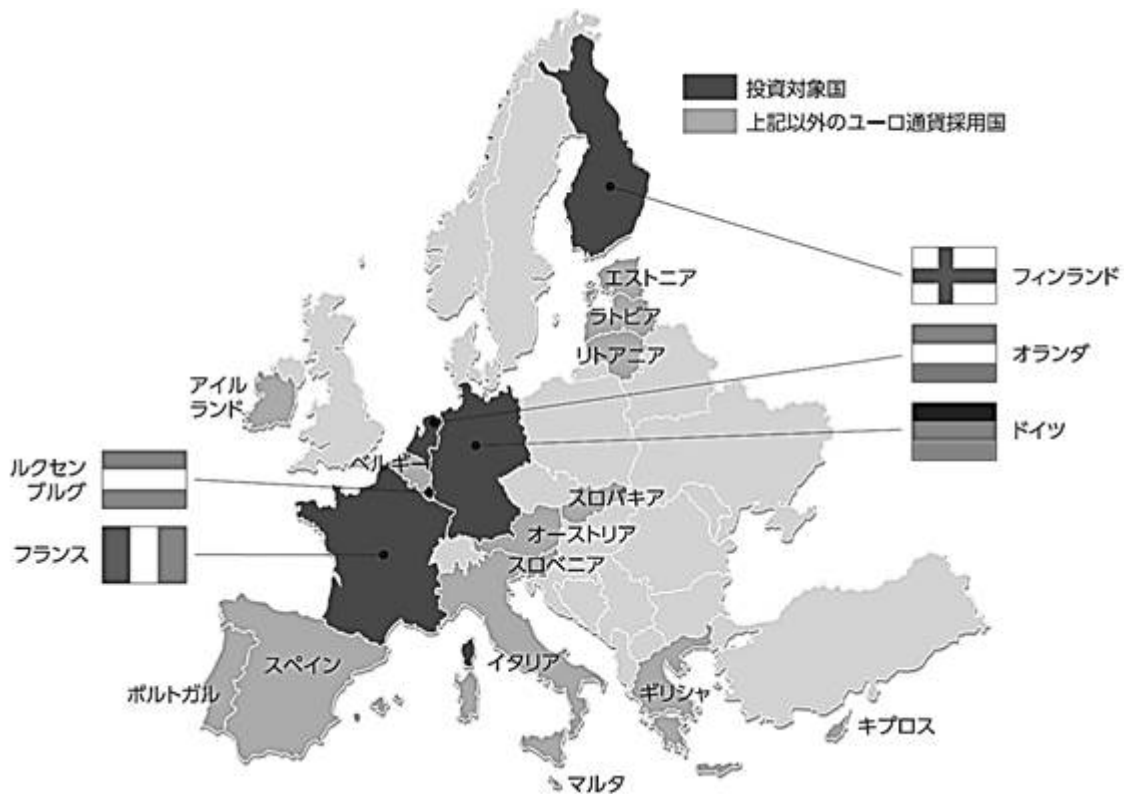 投資対象国
上記以外のユーロ通貨採用国
フィンランド
エストニア
ラトビア
リトアニア
オランダ
アイル
ランド
ドイツ
ベルギー
ルクセン
ブルグ
スロバキア
オーストリア
フランス
スロベニア
スペイン
イタリア
ポルトガル
ギリシャ
キプロス
マルタ